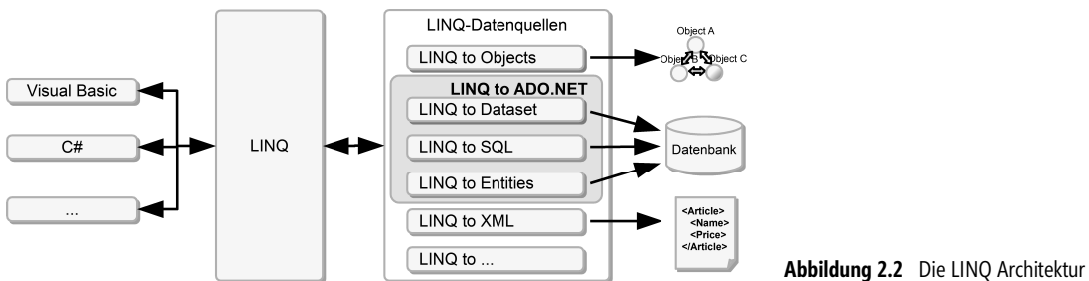 Visual Basic
C#
...
LINQ
LINQ-Datenquellen
LINQ to Objects
LINQ to ADO.NET
LINQ to Dataset
LINQ to SQL
LINQ to Entities
LINQ to XML
LINQ to ...
Object A
Object B
Object C
Datenbank
<Article>
<Name>
<Price>
</Article>
Abbildung 2.2 Die LINQ Architektur